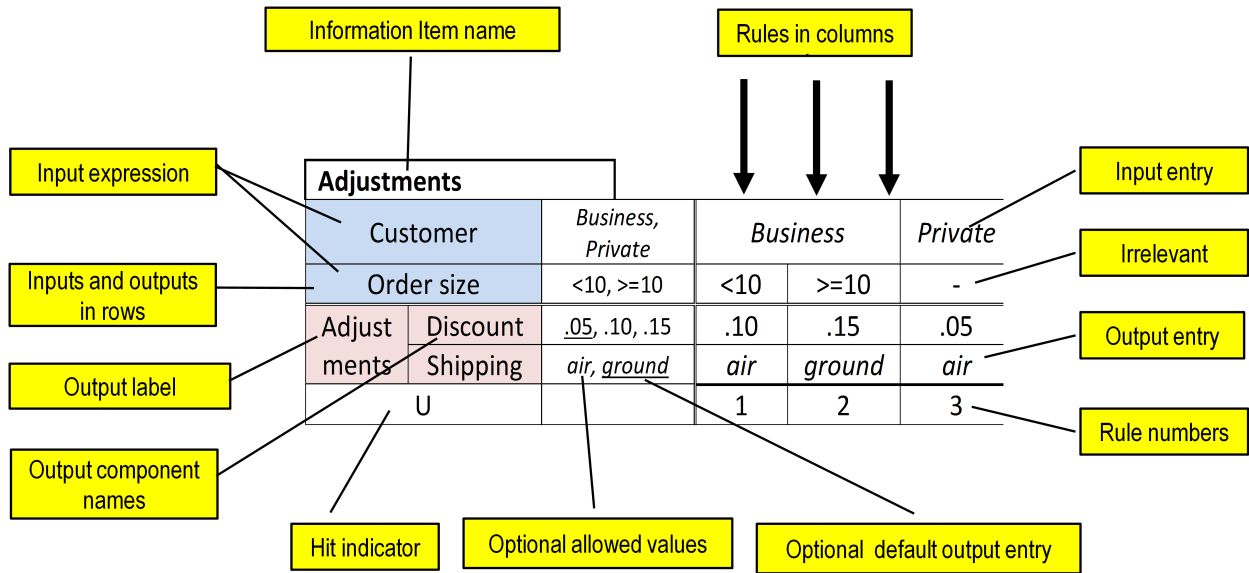 Information Item name
Rules in columns
Input expression
Input entry
Adjustments
Customer
Business,
Private
Business
Private
Irrelevant
Inputs and outputs
in rows
Order size
<10, >=10
<10
>=10
-
Adjust
ments
Discount
.05, .10, .15
.10
.15
.05
Output entry
Shipping
air, ground
air
ground
air
Output label
U
1
2
3
Rule numbers
Output component
names
Hit indicator
Optional allowed values
Optional default output entry